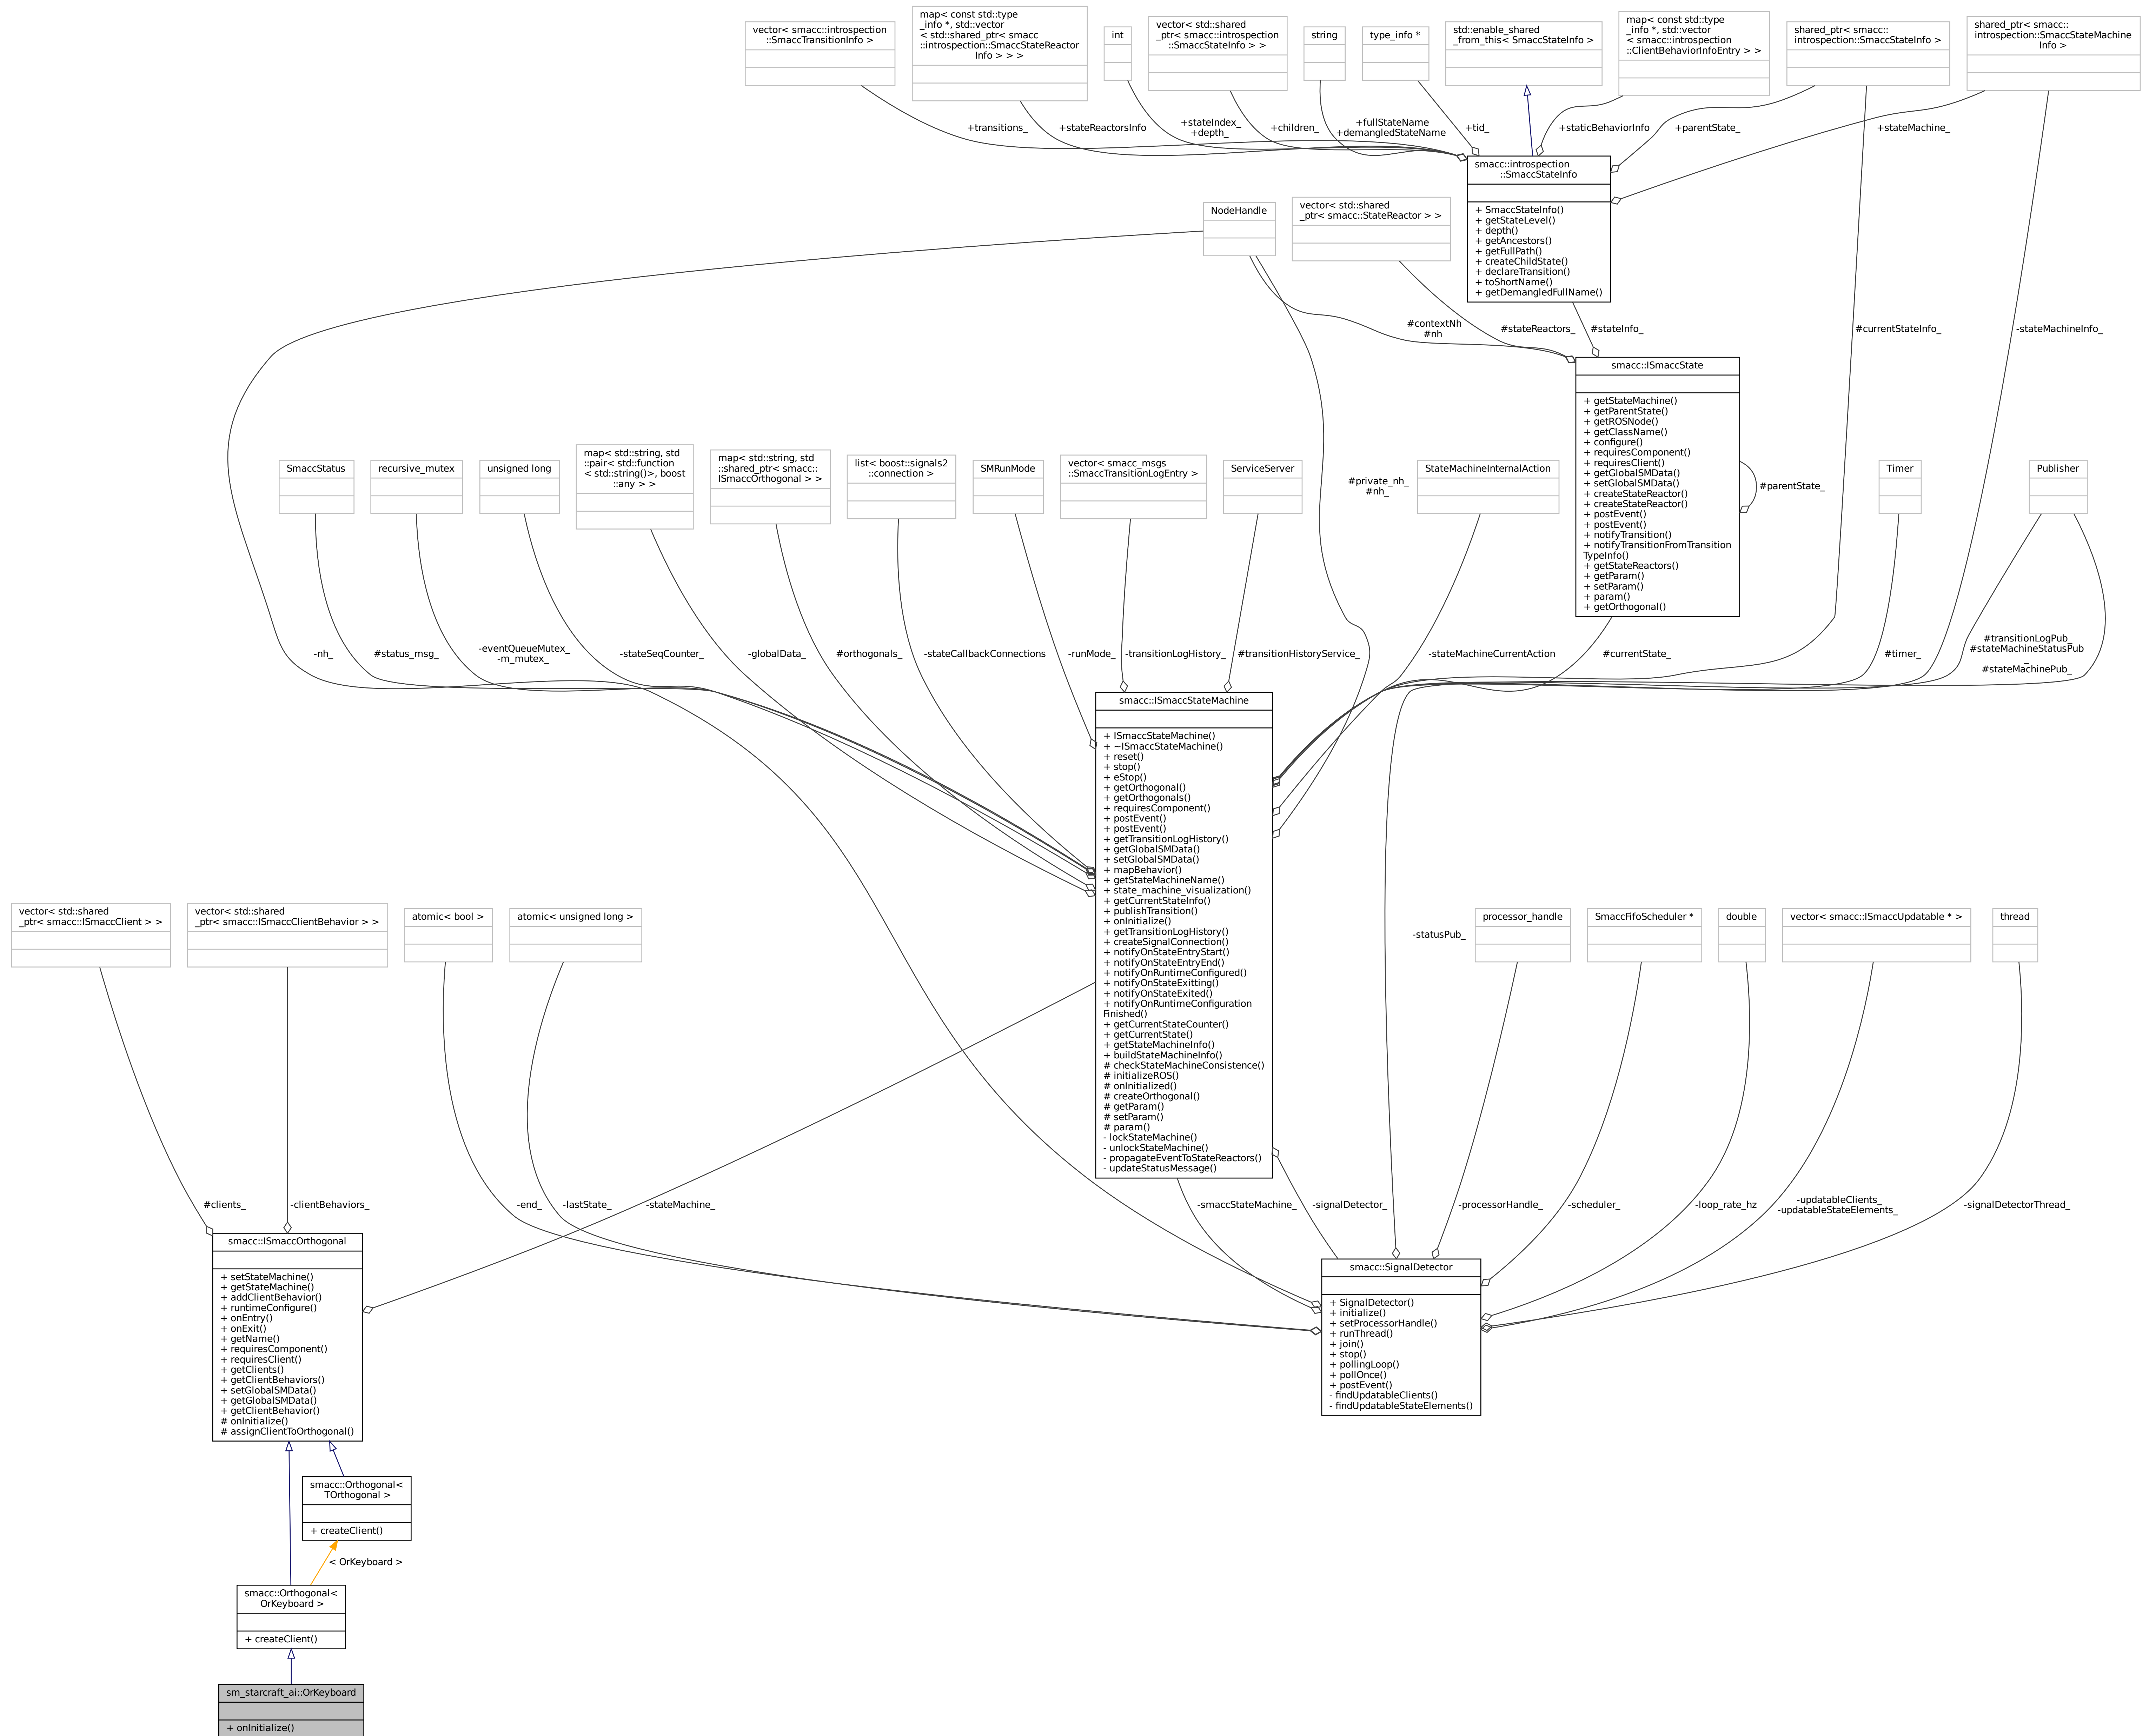 vector< smacc::introspection
::SmaccTransitionInfo >
map< const std::type
_info *, std::vector
< std::shared_ptr< smacc
::introspection::SmaccStateReactor
Info > > >
int
vector< std::shared
_ptr< smacc::introspection
::SmaccStateInfo > >
string
type_info *
std::enable_shared
_from_this< SmaccStateInfo >
map< const std::type
_info *, std::vector
< smacc::introspection
::ClientBehaviorInfoEntry > >
shared_ptr< smacc::
introspection::SmaccStateInfo >
shared_ptr< smacc::
introspection::SmaccStateMachine
Info >
+transitions_
+stateReactorsInfo
+stateIndex_
+depth_
+children_
+fullStateName
+demangledStateName
+tid_
+staticBehaviorInfo
+parentState_
+stateMachine_
smacc::introspection
::SmaccStateInfo
+ SmaccStateInfo()
+ getStateLevel()
+ depth()
+ getAncestors()
+ getFullPath()
+ createChildState()
+ declareTransition()
+ toShortName()
+ getDemangledFullName()
NodeHandle
vector< std::shared
_ptr< smacc::StateReactor > >
#contextNh
#nh
#stateReactors_
#stateInfo_
#currentStateInfo_
-stateMachineInfo_
smacc::ISmaccState
+ getStateMachine()
+ getParentState()
+ getROSNode()
+ getClassName()
+ configure()
+ requiresComponent()
+ requiresClient()
+ getGlobalSMData()
+ setGlobalSMData()
+ createStateReactor()
+ createStateReactor()
+ postEvent()
+ postEvent()
+ notifyTransition()
+ notifyTransitionFromTransition
TypeInfo()
+ getStateReactors()
+ getParam()
+ setParam()
+ param()
+ getOrthogonal()
#parentState_
SmaccStatus
recursive_mutex
unsigned long
map< std::string, std
::pair< std::function
< std::string()>, boost
::any > >
map< std::string, std
::shared_ptr< smacc::
ISmaccOrthogonal > >
list< boost::signals2
::connection >
SMRunMode
vector< smacc_msgs
::SmaccTransitionLogEntry >
ServiceServer
#private_nh_
#nh_
StateMachineInternalAction
Timer
Publisher
-nh_
#status_msg_
-eventQueueMutex_
-m_mutex_
-stateSeqCounter_
-globalData_
#orthogonals_
-stateCallbackConnections
-runMode_
-transitionLogHistory_
#transitionHistoryService_
-stateMachineCurrentAction
#currentState_
#timer_
#transitionLogPub_
#stateMachineStatusPub
_
#stateMachinePub_
smacc::ISmaccStateMachine
+ ISmaccStateMachine()
+ ~ISmaccStateMachine()
+ reset()
+ stop()
+ eStop()
+ getOrthogonal()
+ getOrthogonals()
+ requiresComponent()
+ postEvent()
+ postEvent()
+ getTransitionLogHistory()
+ getGlobalSMData()
+ setGlobalSMData()
+ mapBehavior()
+ getStateMachineName()
+ state_machine_visualization()
+ getCurrentStateInfo()
+ publishTransition()
+ onInitialize()
+ getTransitionLogHistory()
+ createSignalConnection()
+ notifyOnStateEntryStart()
+ notifyOnStateEntryEnd()
+ notifyOnRuntimeConfigured()
+ notifyOnStateExitting()
+ notifyOnStateExited()
+ notifyOnRuntimeConfiguration
Finished()
+ getCurrentStateCounter()
+ getCurrentState()
+ getStateMachineInfo()
+ buildStateMachineInfo()
# checkStateMachineConsistence()
# initializeROS()
# onInitialized()
# createOrthogonal()
# getParam()
# setParam()
# param()
- lockStateMachine()
- unlockStateMachine()
- propagateEventToStateReactors()
- updateStatusMessage()
vector< std::shared
_ptr< smacc::ISmaccClient > >
vector< std::shared
_ptr< smacc::ISmaccClientBehavior > >
atomic< bool >
atomic< unsigned long >
-statusPub_
processor_handle
SmaccFifoScheduler *
double
vector< smacc::ISmaccUpdatable * >
thread
#clients_
-clientBehaviors_
-end_
-lastState_
-stateMachine_
-smaccStateMachine_
-signalDetector_
-processorHandle_
-scheduler_
-loop_rate_hz
-updatableClients_
-updatableStateElements_
-signalDetectorThread_
smacc::ISmaccOrthogonal
+ setStateMachine()
+ getStateMachine()
+ addClientBehavior()
+ runtimeConfigure()
+ onEntry()
+ onExit()
+ getName()
+ requiresComponent()
+ requiresClient()
+ getClients()
+ getClientBehaviors()
+ setGlobalSMData()
+ getGlobalSMData()
+ getClientBehavior()
# onInitialize()
# assignClientToOrthogonal()
smacc::SignalDetector
+ SignalDetector()
+ initialize()
+ setProcessorHandle()
+ runThread()
+ join()
+ stop()
+ pollingLoop()
+ pollOnce()
+ postEvent()
- findUpdatableClients()
- findUpdatableStateElements()
smacc::Orthogonal<
TOrthogonal >
+ createClient()
< OrKeyboard >
smacc::Orthogonal<
OrKeyboard >
+ createClient()
sm_starcraft_ai::OrKeyboard
+ onInitialize()